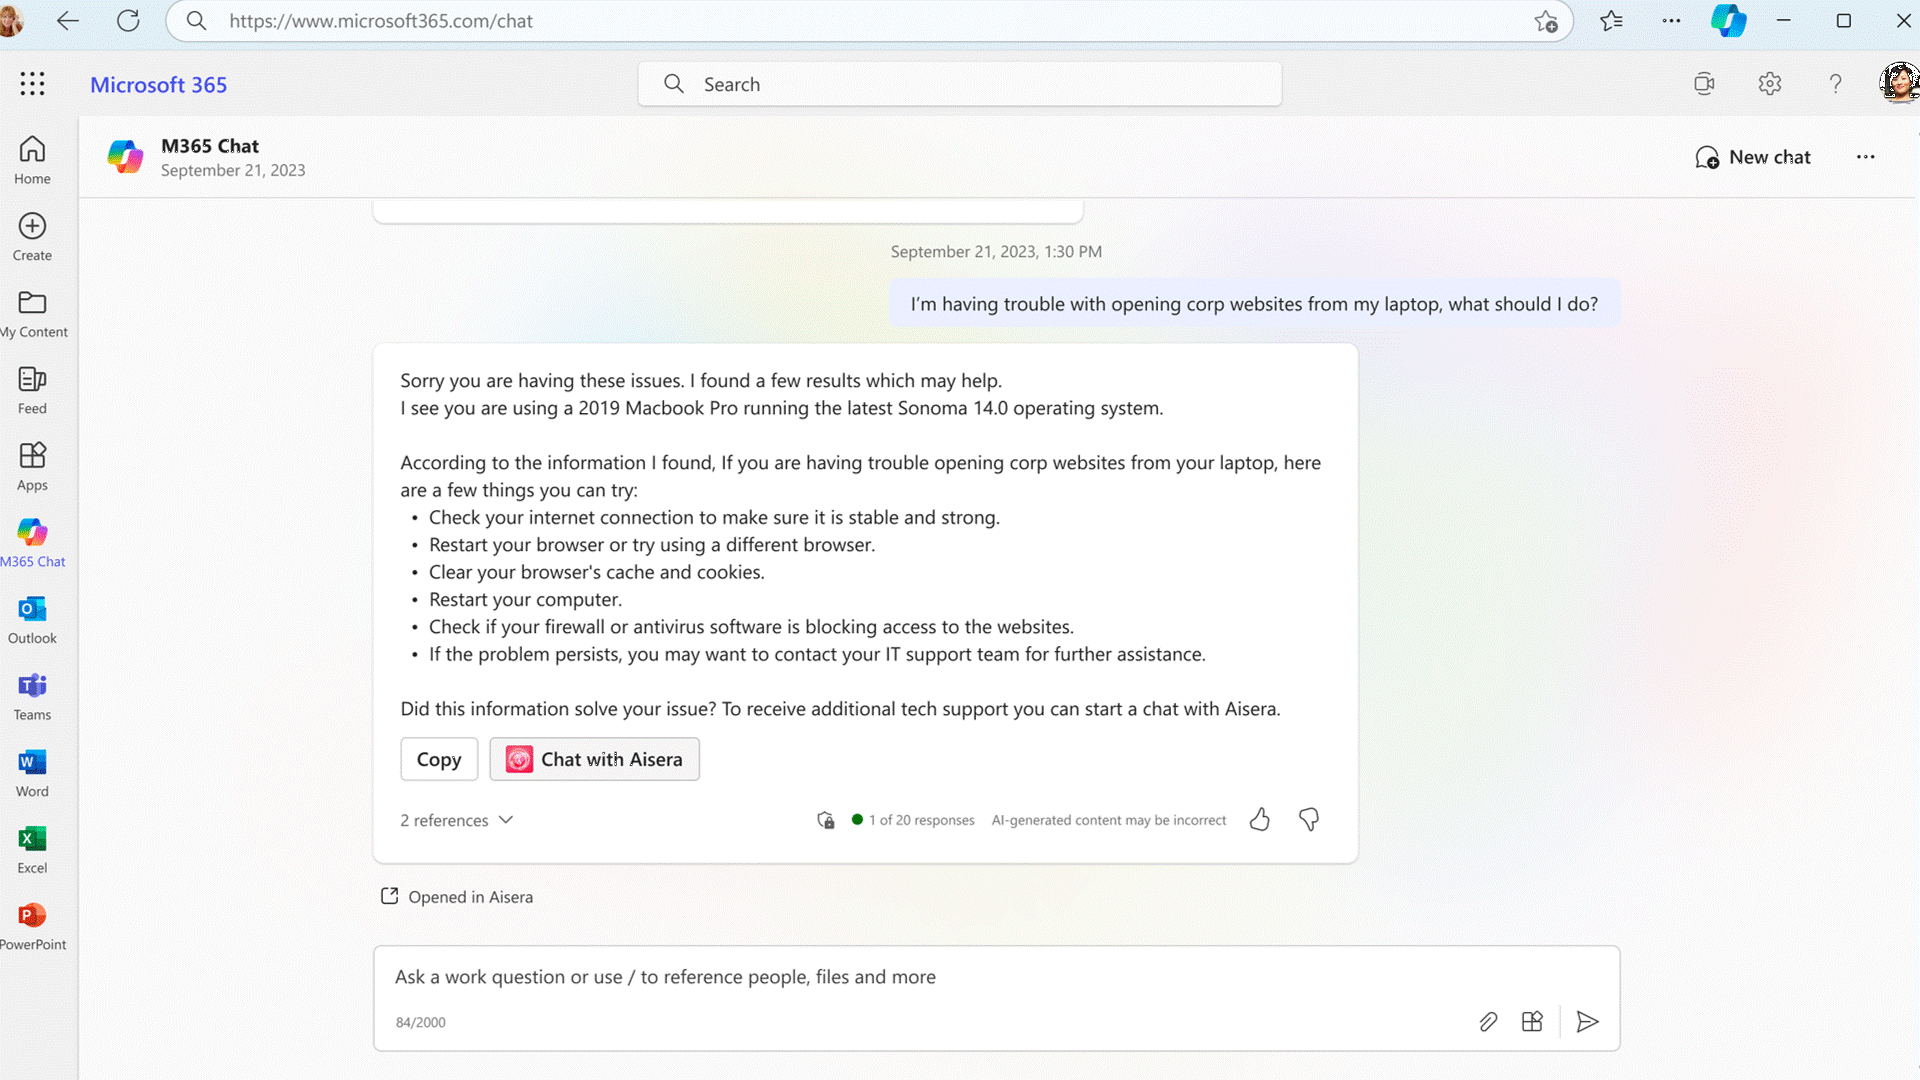 https://www.microsoft365.com/chat
Microsoft 365
Search
M365 Chat
September 21, 2023
New chat
Home
Create
My Content
Feed
Apps
M365 Chat
Outlook
Teams
Word
Excel
PowerPoint
September 21, 2023, 1:30 PM
I’m having trouble with opening corp websites from my laptop, what should I do?
Sorry you are having these issues. I found a few results which may help.
I see you are using a 2019 Macbook Pro running the latest Sonoma 14.0 operating system.
According to the information I found, If you are having trouble opening corp websites from your laptop, here
are a few things you can try:
• Check your internet connection to make sure it is stable and strong.
• Restart your browser or try using a different browser.
• Clear your browser's cache and cookies.
• Restart your computer.
• Check if your firewall or antivirus software is blocking access to the websites.
• If the problem persists, you may want to contact your IT support team for further assistance.
Did this information solve your issue? To receive additional tech support you can start a chat with Aisera.
Copy
Chat with Aisera
2 references
1 of 20 responses
AI-generated content may be incorrect
Opened in Aisera
Ask a work question or use / to reference people, files and more
84/2000